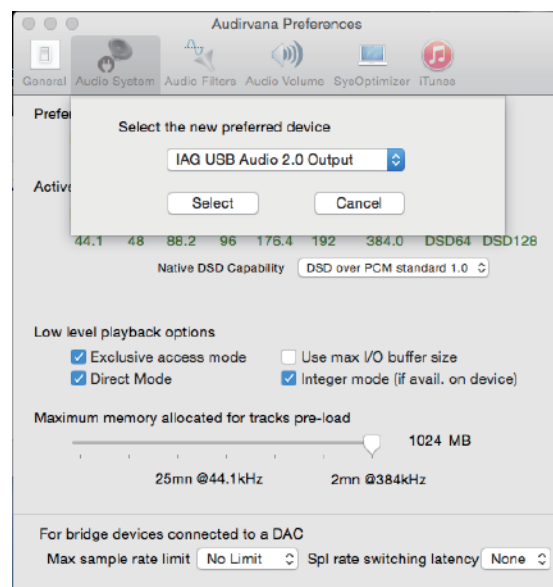 Audirvana Preferences
General Audio System Audio Filters Audio Volume SysOptimizer iTunes
Prefe
Select the new preferred device
IAG USB Audio 2.0 Output
Active
Select Cancel
44.1 48 88.2 96 176.4 192 384.0 DSD64 DSD128
Native DSD Capability DSD over PCM standard 1.0
Low level playback options
Exclusive access mode Use max I/O buffer size
Direct Mode Integer mode (if avail. on device)
Maximum memory allocated for tracks pre-load
1024 MB
25mn @44.1kHz 2mn @384kHz
For bridge devices connected to a DAC
Max sample rate limit No Limit Spl rate switching latency None